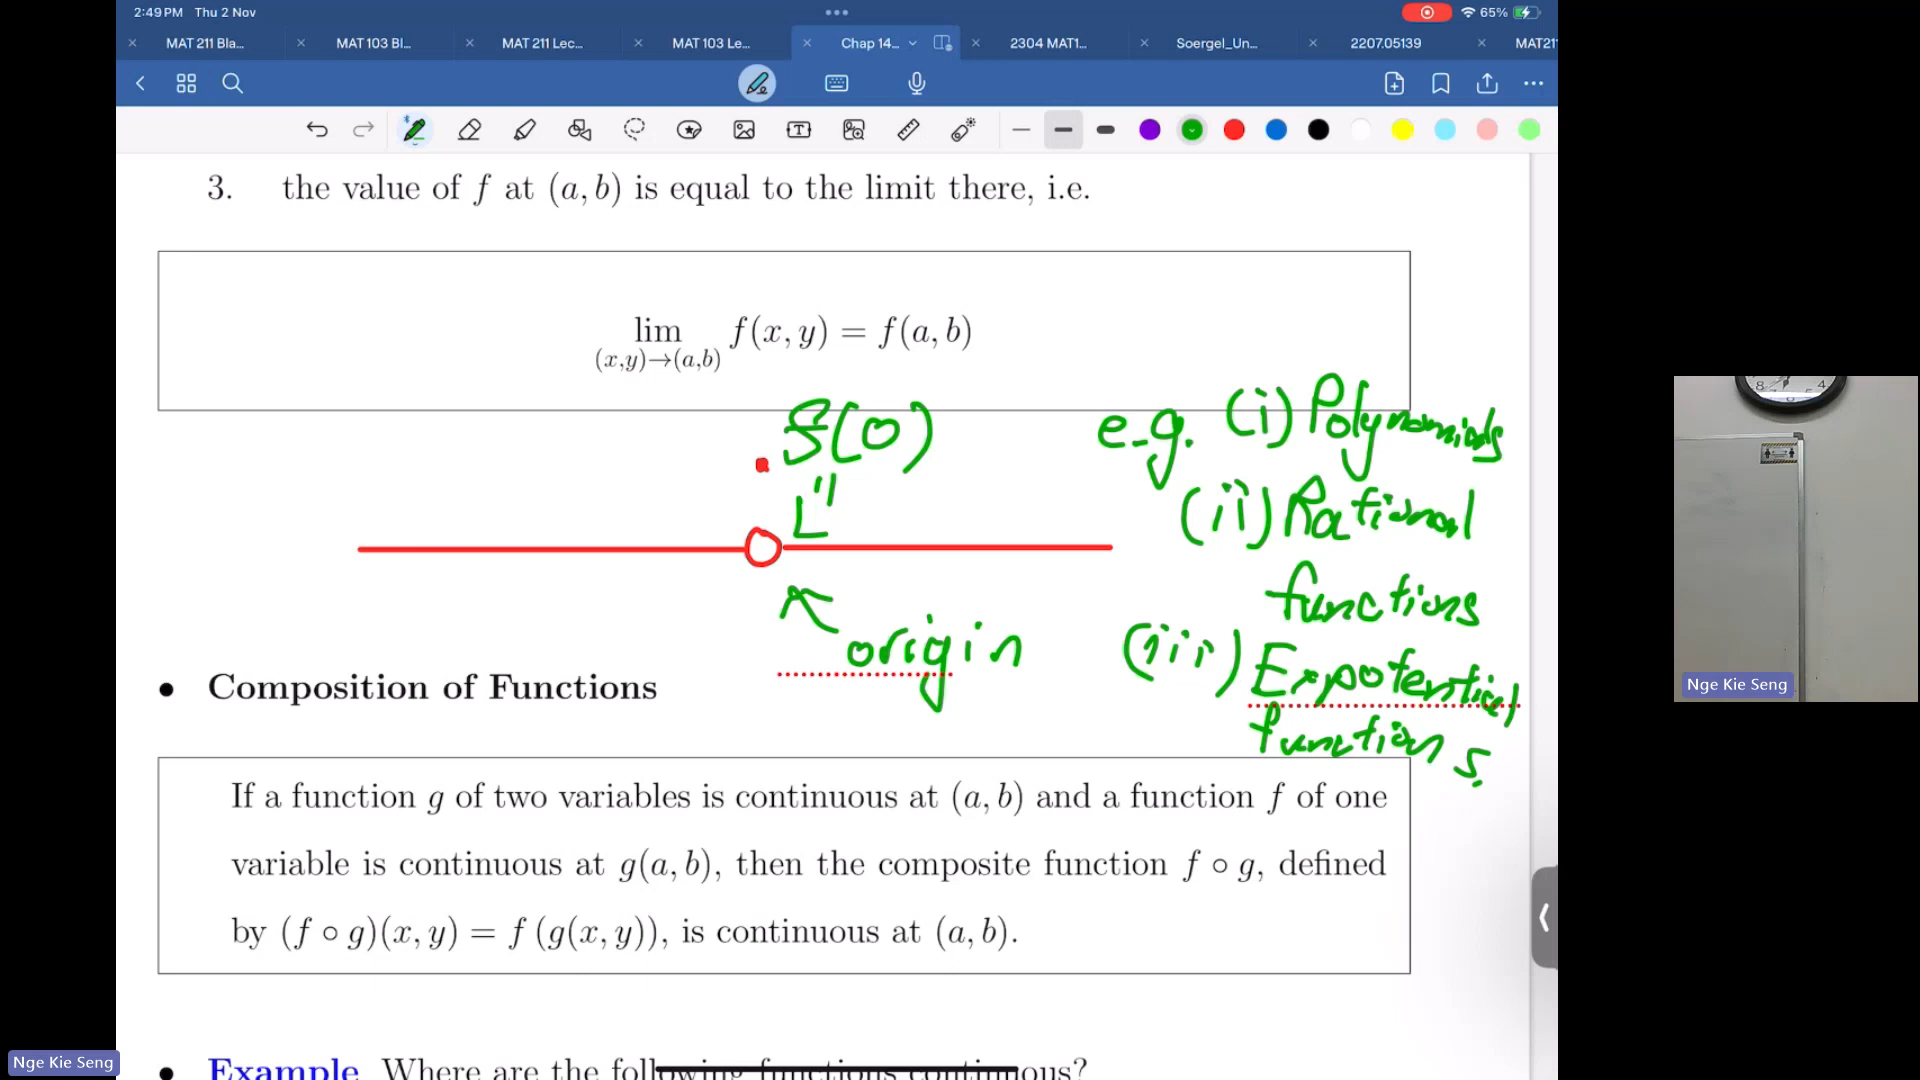 2:49 PM Thu 2 Nov
65%
MAT 211 Bla...
MAT 103 Bl...
MAT 211 Lec...
MAT 103 Le...
Chap 14...
2304 MAT1...
Soergel_Un...
2207.05139
MAT21
3. the value of f at (a, b) is equal to the limit there, i.e.
lim f(x, y) = f(a, b)
(x,y)→(a,b)
f(0)
"
L
origin
e.g. (i) Polynomials
(ii) Rational
functions
(iii) Expotential
functions.
• Composition of Functions
If a function g of two variables is continuous at (a, b) and a function f of one
variable is continuous at g(a, b), then the composite function f ∘ g, defined
by (f ∘ g)(x, y) = f (g(x, y)), is continuous at (a, b).
• Example Where are the following functions continuous?
Nge Kie Seng
8 4
Nge Kie Seng